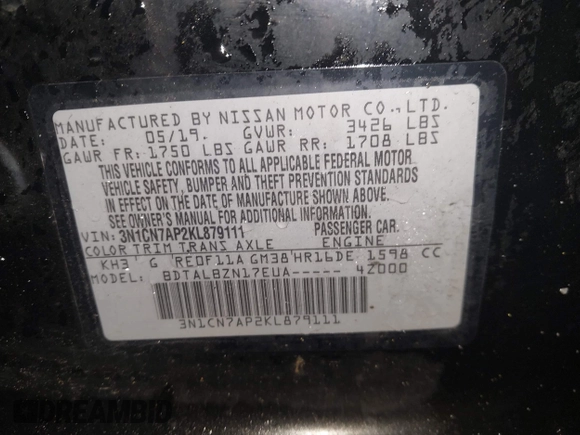 MANUFACTURED BY NISSAN MOTOR CO.,LTD.
DATE: 05/19. GVWR: 3426 LBS
GAWR FR: 1750 LBS GAWR RR: 1708 LBS
THIS VEHICLE CONFORMS TO ALL APPLICABLE FEDERAL MOTOR
VEHICLE SAFETY, BUMPER AND THEFT PREVENTION STANDARDS
IN EFFECT ON THE DATE OF MANUFACTURE SHOWN ABOVE.
SEE OWNER'S MANUAL FOR ADDITIONAL INFORMATION.
VIN: 3N1CN7AP2KL879111 PASSENGER CAR.
COLOR TRIM TRANS AXLE ENGINE
KH3 G RE0F11A GM38 HR16DE 1598 CC
MODEL: BDTALBZN17EUA----- 42000
3N1CN7AP2KL879111
DREAMBID